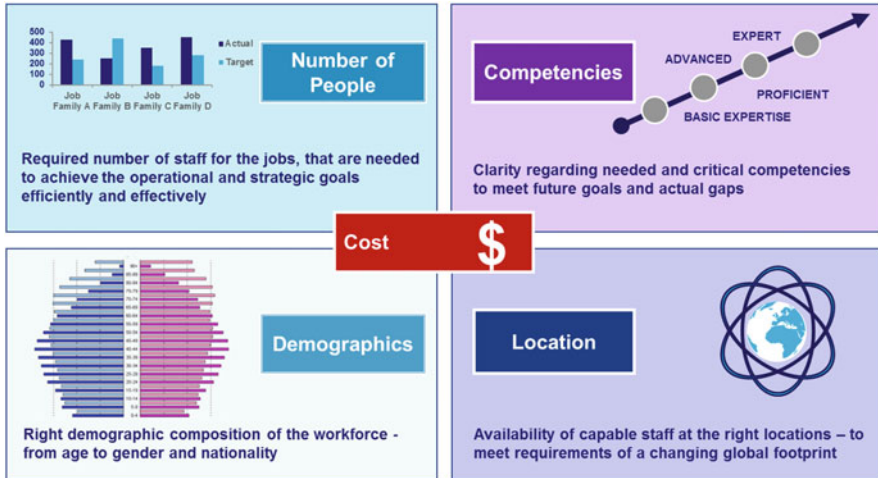 500
400
300
200
100
0
Actual
Target
Job
Family A
Job
Family B
Job
Family C
Job
Family D
Number of
People
Required number of staff for the jobs, that are needed
to achieve the operational and strategic goals
efficiently and effectively
Competencies
EXPERT
ADVANCED
PROFICIENT
BASIC EXPERTISE
Clarity regarding needed and critical competencies
to meet future goals and actual gaps
Cost $
Demographics
Right demographic composition of the workforce -
from age to gender and nationality
Location
Availability of capable staff at the right locations – to
meet requirements of a changing global footprint